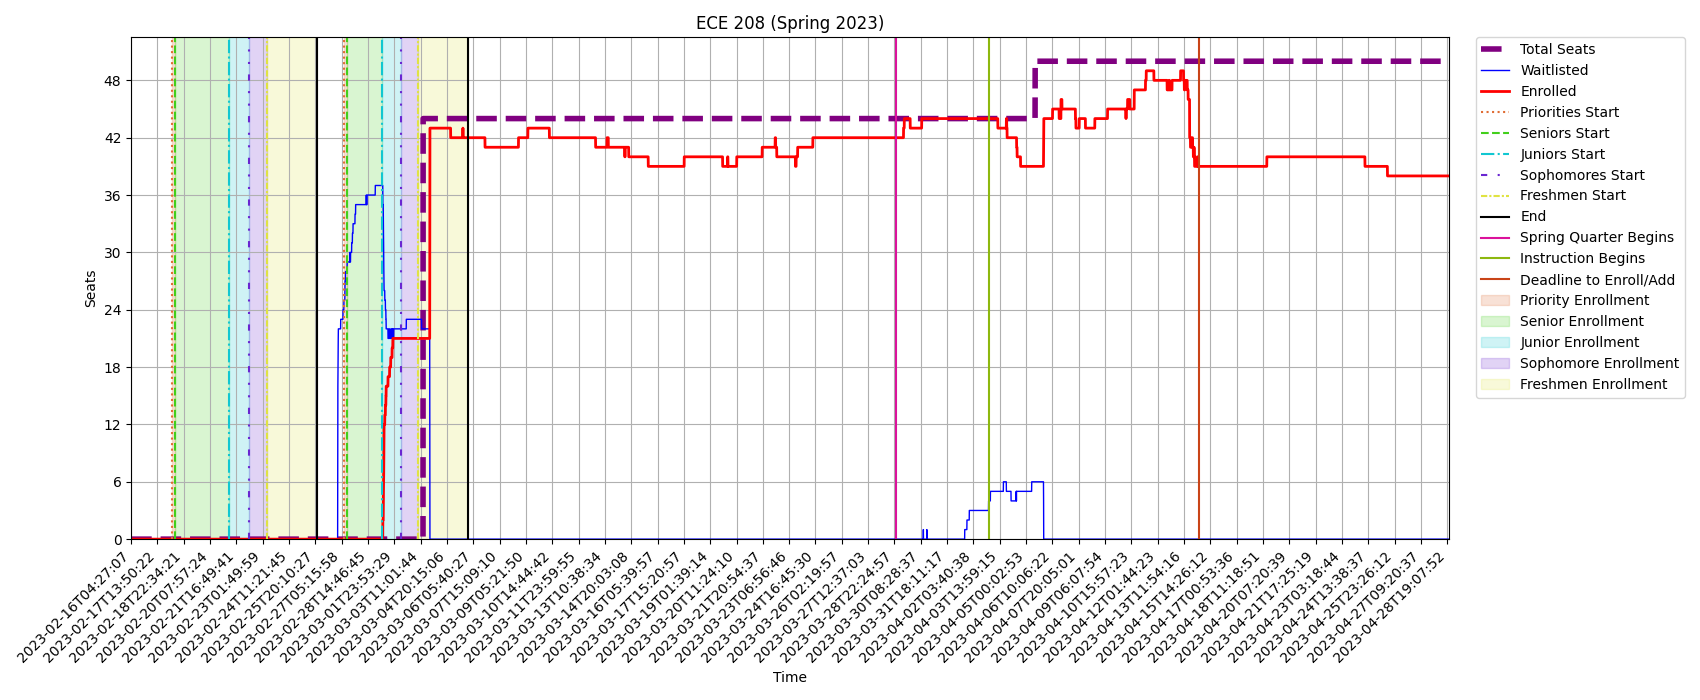 ECE 208 (Spring 2023)
Total Seats
Waitlisted
Enrolled
Priorities Start
Seniors Start
Juniors Start
Sophomores Start
Freshmen Start
End
Spring Quarter Begins
Instruction Begins
Deadline to Enroll/Add
Priority Enrollment
Senior Enrollment
Junior Enrollment
Sophomore Enrollment
Freshmen Enrollment
Seats
48
42
36
30
24
18
12
6
0
2023-02-16T04:27:07
2023-02-17T13:50:22
2023-02-18T22:34:21
2023-02-20T07:57:24
2023-02-21T16:49:41
2023-02-23T01:49:59
2023-02-24T11:21:45
2023-02-25T20:10:27
2023-02-27T05:15:58
2023-02-28T14:46:45
2023-03-01T23:53:29
2023-03-03T11:01:44
2023-03-04T20:15:06
2023-03-06T05:40:27
2023-03-07T15:09:10
2023-03-09T05:21:50
2023-03-10T14:44:42
2023-03-11T23:59:55
2023-03-13T10:38:34
2023-03-14T20:03:08
2023-03-16T05:39:57
2023-03-17T15:20:57
2023-03-19T01:39:14
2023-03-20T11:24:10
2023-03-21T20:54:37
2023-03-23T06:56:46
2023-03-24T16:45:30
2023-03-26T02:19:57
2023-03-27T12:37:03
2023-03-28T22:24:57
2023-03-30T08:28:37
2023-03-31T18:11:17
2023-04-02T03:40:38
2023-04-03T13:59:15
2023-04-05T00:02:53
2023-04-06T10:06:22
2023-04-07T20:05:01
2023-04-09T06:07:54
2023-04-10T15:57:23
2023-04-12T01:44:23
2023-04-13T11:54:16
2023-04-15T14:26:12
2023-04-17T00:53:36
2023-04-18T11:18:51
2023-04-20T07:20:39
2023-04-21T17:25:19
2023-04-23T03:18:44
2023-04-24T13:38:37
2023-04-25T23:26:12
2023-04-27T09:20:37
2023-04-28T19:07:52
Time